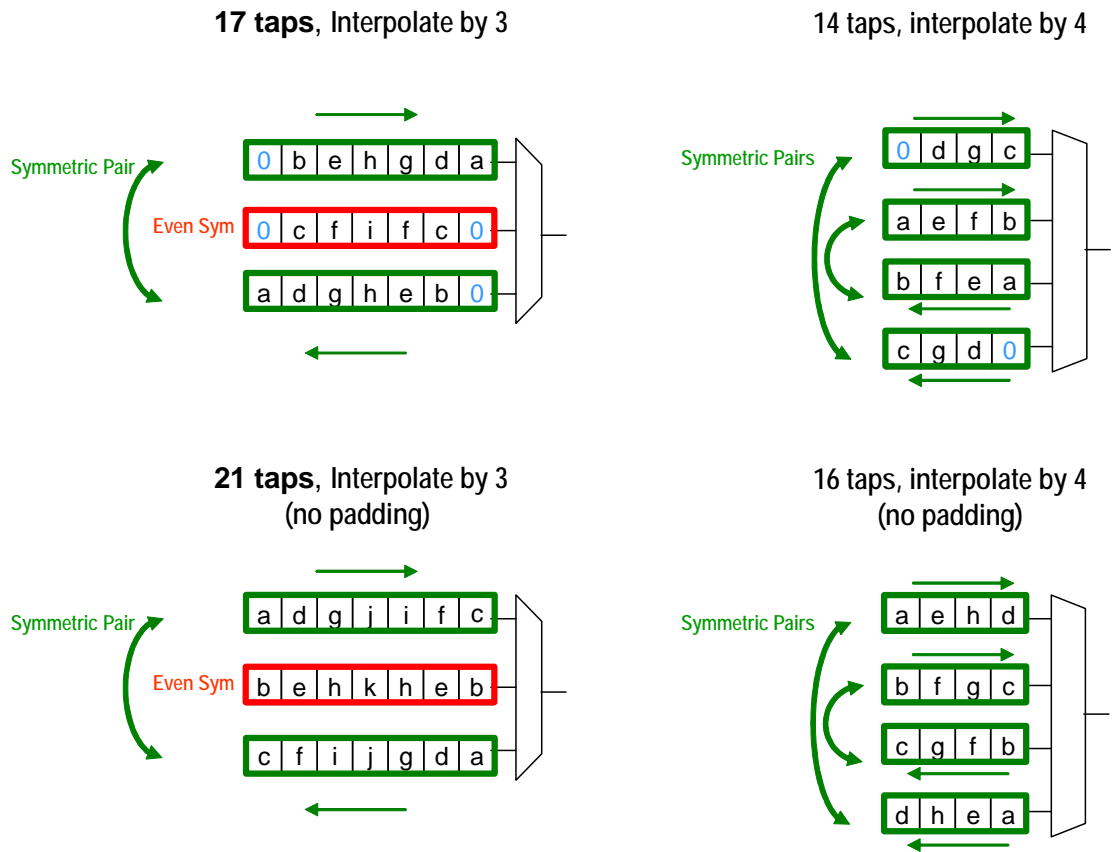 17 taps, Interpolate by 3
Symmetric Pair
0 b e h g d a
Even Sym
0 c f i f c 0
a d g h e b 0
14 taps, interpolate by 4
Symmetric Pairs
0 d g c
a e f b
b f e a
c g d 0
21 taps, Interpolate by 3
(no padding)
Symmetric Pair
a d g j i f c
Even Sym
b e h k h e b
c f i j g d a
16 taps, interpolate by 4
(no padding)
Symmetric Pairs
a e h d
b f g c
c g f b
d h e a